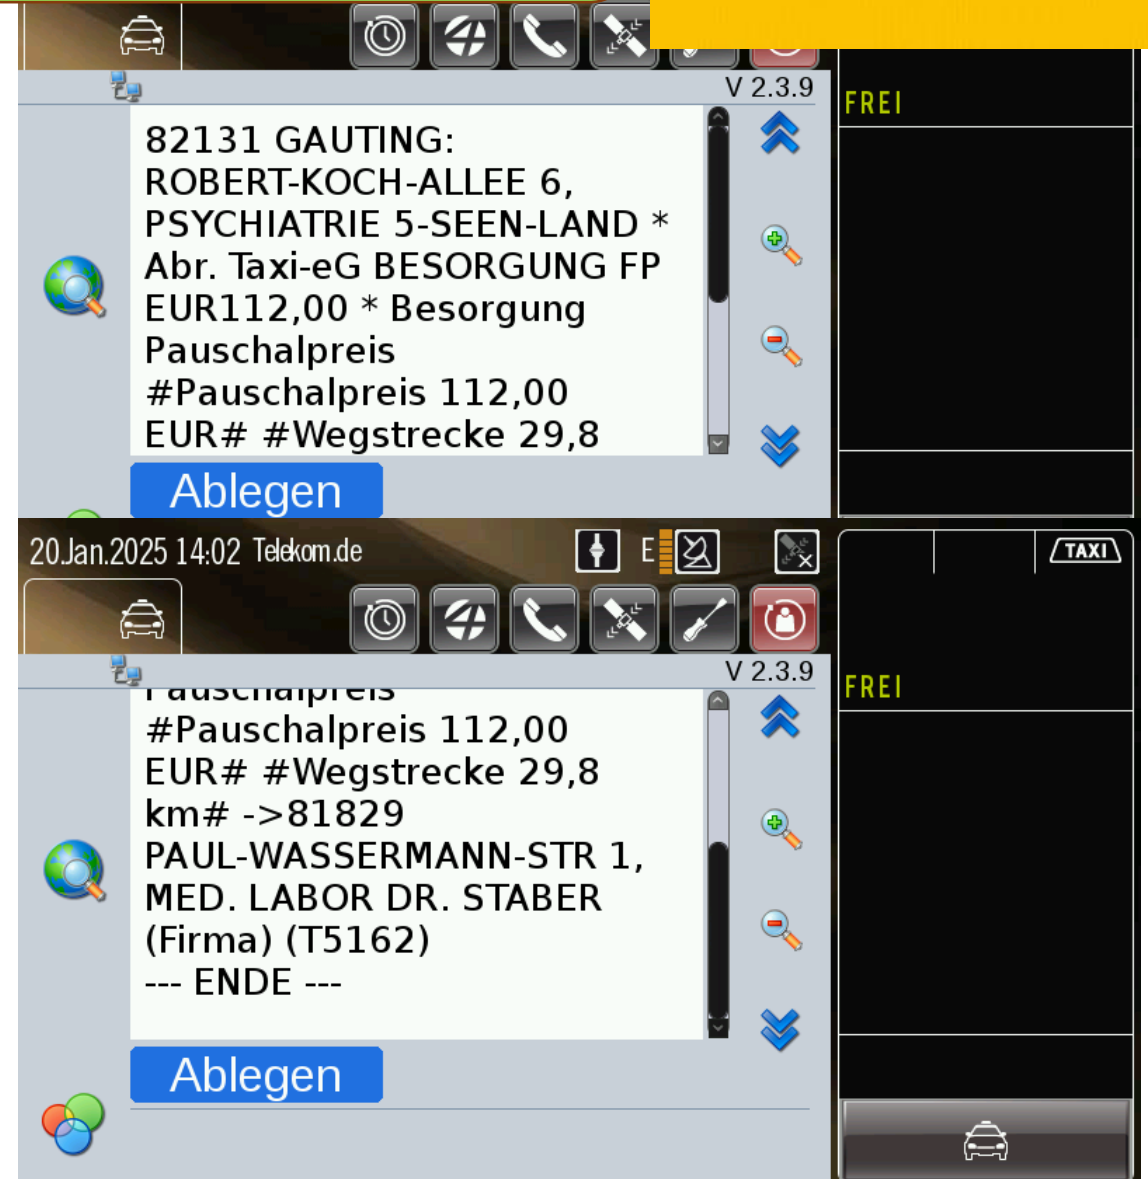 V 2.3.9
FREI
82131 GAUTING:
ROBERT-KOCH-ALLEE 6,
PSYCHIATRIE 5-SEEN-LAND *
Abr. Taxi-eG BESORGUNG FP
EUR112,00 * Besorgung
Pauschalpreis
#Pauschalpreis 112,00
EUR# #Wegstrecke 29,8
Ablegen
20.Jan.2025 14:02 Telekom.de
E
TAXI
V 2.3.9
FREI
Pauschalpreis
#Pauschalpreis 112,00
EUR# #Wegstrecke 29,8
km# ->81829
PAUL-WASSERMANN-STR 1,
MED. LABOR DR. STABER
(Firma) (T5162)
--- ENDE ---
Ablegen